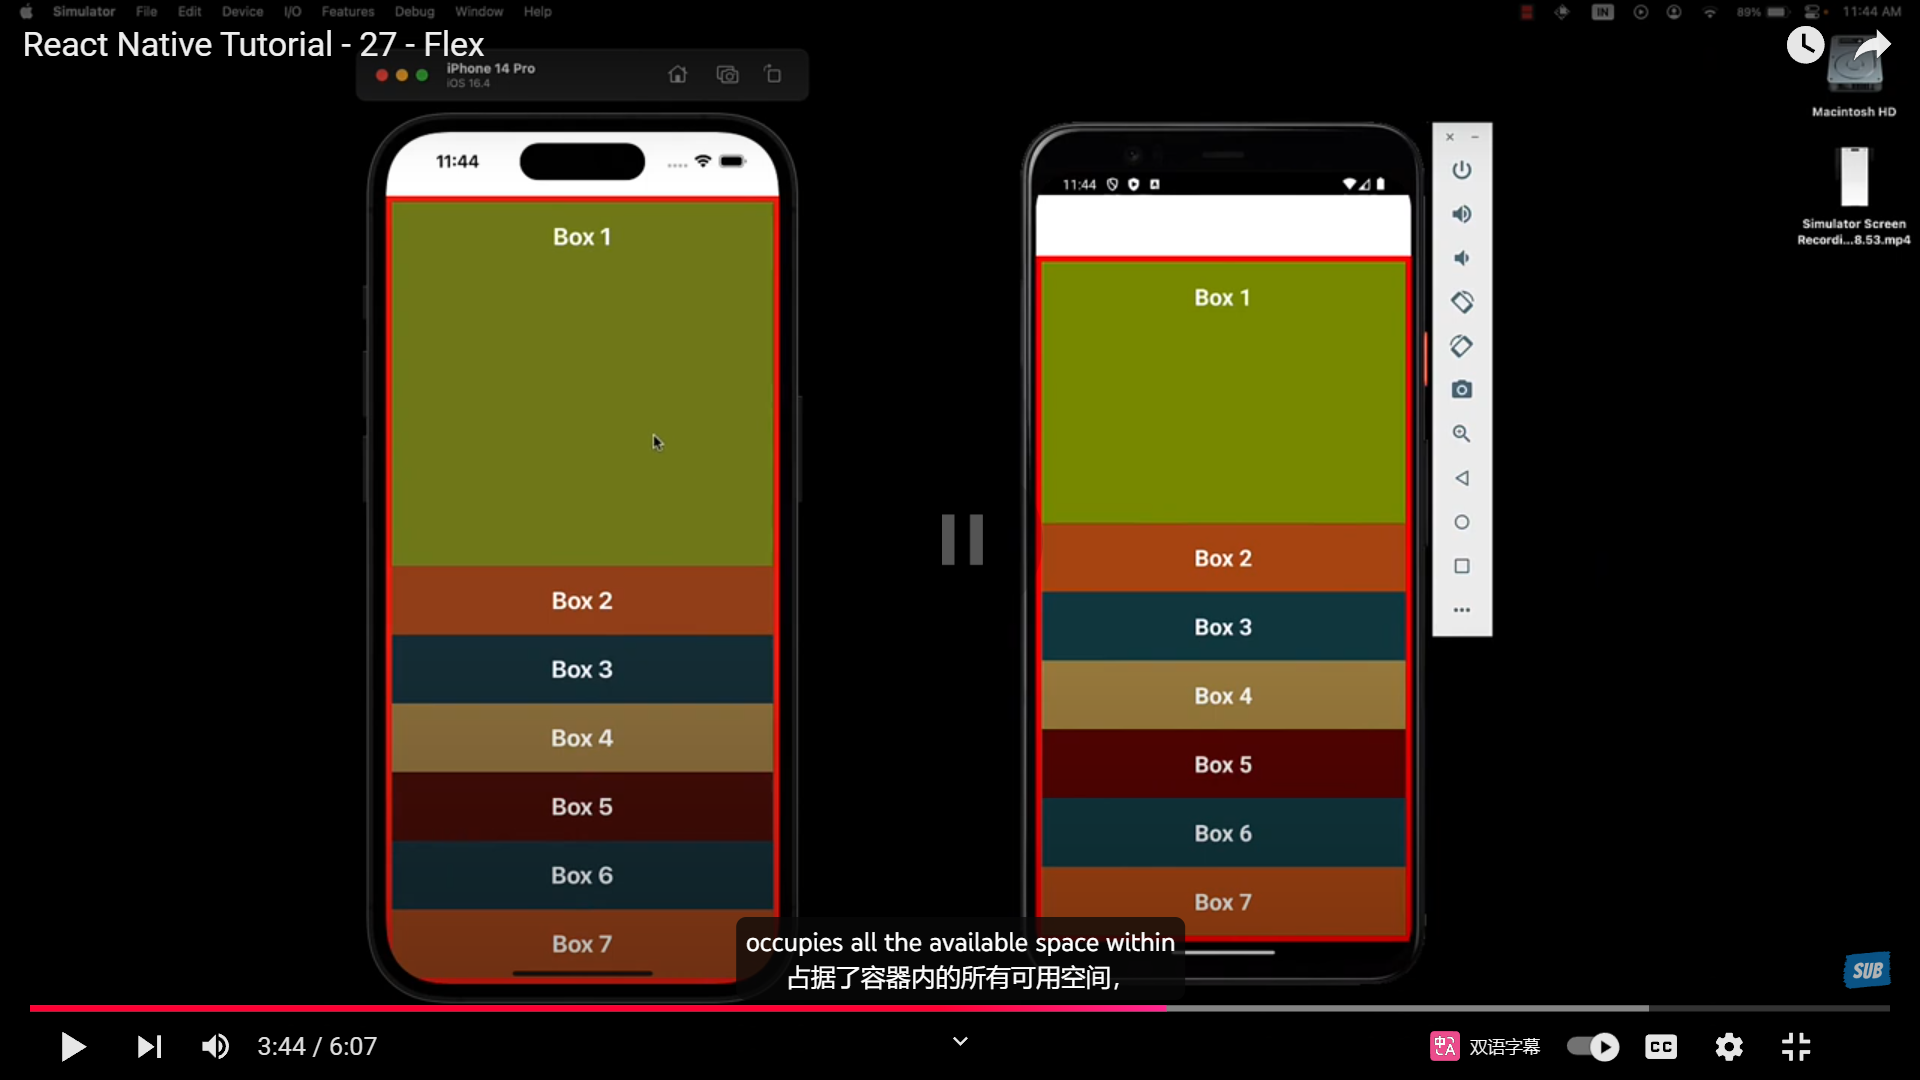 Simulator File Edit Device I/O Features Debug Window Help
IN 89% 11:44 AM
React Native Tutorial - 27 - Flex
iPhone 14 Pro
iOS 16.4
Macintosh HD
Simulator Screen
Recordi...8.53.mp4
11:44
Box 1
Box 2
Box 3
Box 4
Box 5
Box 6
Box 7
11:44
Box 1
Box 2
Box 3
Box 4
Box 5
Box 6
Box 7
occupies all the available space within
占据了容器内的所有可用空间，
SUB
3:44 / 6:07
中A 双语字幕
CC